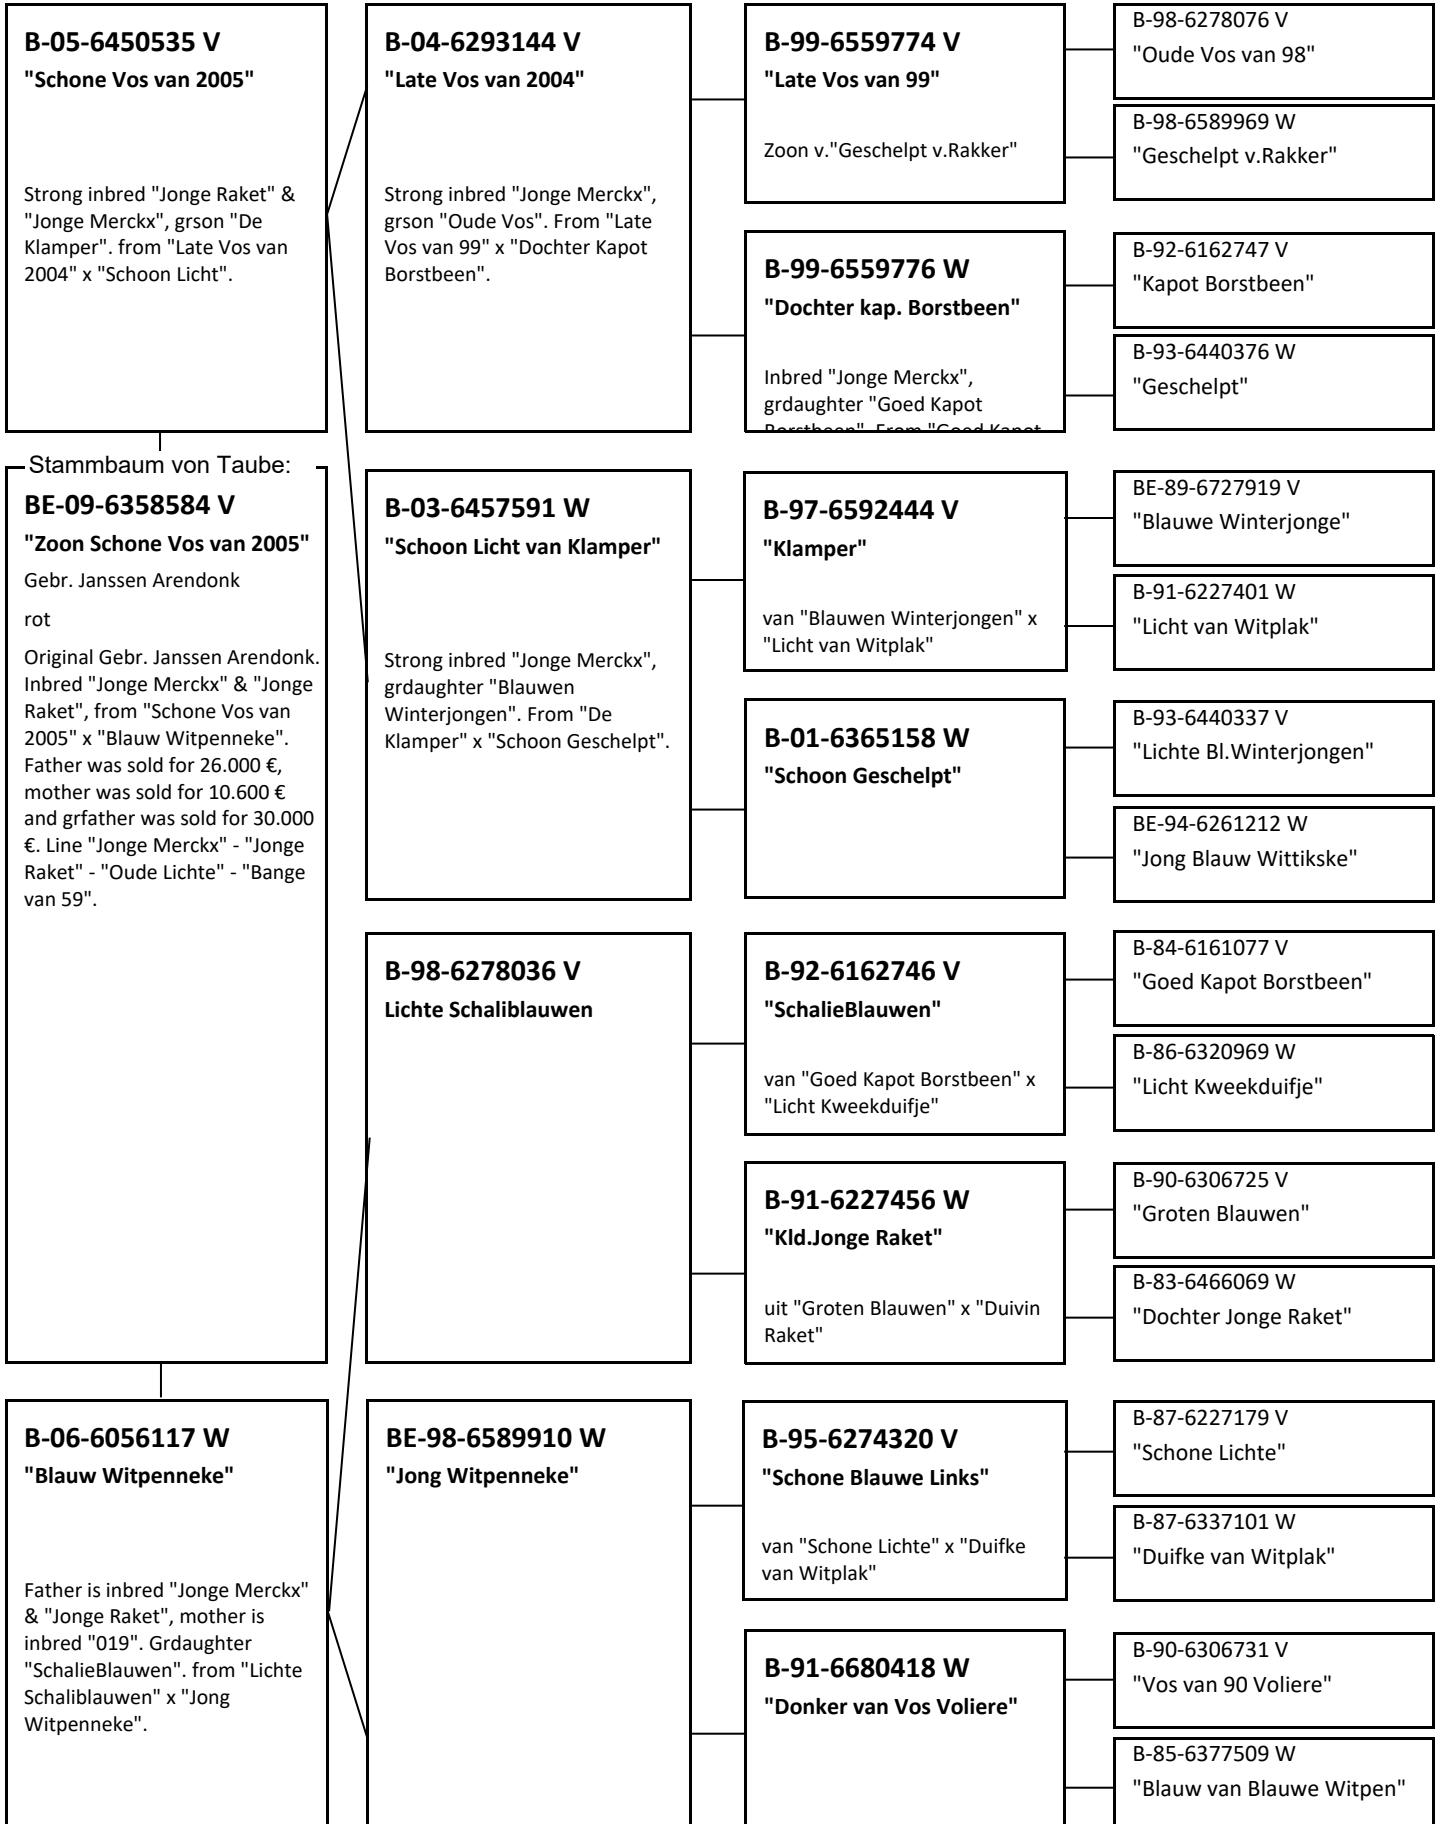 B-05-6450535 V
"Schone Vos van 2005"
Strong inbred "Jonge Raket" &
"Jonge Merckx", grson "De
Klamper". from "Late Vos van
2004" x "Schoon Licht".
Stammbaum von Taube:
BE-09-6358584 V
"Zoon Schone Vos van 2005"
Gebr. Janssen Arendonk
rot
Original Gebr. Janssen Arendonk.
Inbred "Jonge Merckx" & "Jonge
Raket", from "Schone Vos van
2005" x "Blauw Witpenneke".
Father was sold for 26.000 €,
mother was sold for 10.600 €
and grfather was sold for 30.000
€. Line "Jonge Merckx" - "Jonge
Raket" - "Oude Lichte" - "Bange
van 59".
B-06-6056117 W
"Blauw Witpenneke"
Father is inbred "Jonge Merckx"
& "Jonge Raket", mother is
inbred "019". Grdaughter
"SchalieBlauwen". from "Lichte
Schaliblauwen" x "Jong
Witpenneke".
B-04-6293144 V
"Late Vos van 2004"
Strong inbred "Jonge Merckx",
grson "Oude Vos". From "Late
Vos van 99" x "Dochter Kapot
Borstbeen".
B-03-6457591 W
"Schoon Licht van Klamper"
Strong inbred "Jonge Merckx",
grdaughter "Blauwen
Winterjongen". From "De
Klamper" x "Schoon Geschelpt".
B-98-6278036 V
Lichte Schaliblauwen
BE-98-6589910 W
"Jong Witpenneke"
B-99-6559774 V
"Late Vos van 99"
Zoon v."Geschelpt v.Rakker"
B-99-6559776 W
"Dochter kap. Borstbeen"
Inbred "Jonge Merckx",
grdaughter "Goed Kapot
Borstbeen". From "Goed Kapot
B-97-6592444 V
"Klamper"
van "Blauwen Winterjongen" x
"Licht van Witplak"
B-01-6365158 W
"Schoon Geschelpt"
B-92-6162746 V
"SchalieBlauwen"
van "Goed Kapot Borstbeen" x
"Licht Kweekduifje"
B-91-6227456 W
"Kld.Jonge Raket"
uit "Groten Blauwen" x "Duivin
Raket"
B-95-6274320 V
"Schone Blauwe Links"
van "Schone Lichte" x "Duifke
van Witplak"
B-91-6680418 W
"Donker van Vos Voliere"
B-98-6278076 V
"Oude Vos van 98"
B-98-6589969 W
"Geschelpt v.Rakker"
B-92-6162747 V
"Kapot Borstbeen"
B-93-6440376 W
"Geschelpt"
BE-89-6727919 V
"Blauwe Winterjonge"
B-91-6227401 W
"Licht van Witplak"
B-93-6440337 V
"Lichte Bl.Winterjongen"
BE-94-6261212 W
"Jong Blauw Wittikske"
B-84-6161077 V
"Goed Kapot Borstbeen"
B-86-6320969 W
"Licht Kweekduifje"
B-90-6306725 V
"Groten Blauwen"
B-83-6466069 W
"Dochter Jonge Raket"
B-87-6227179 V
"Schone Lichte"
B-87-6337101 W
"Duifke van Witplak"
B-90-6306731 V
"Vos van 90 Voliere"
B-85-6377509 W
"Blauw van Blauwe Witpen"